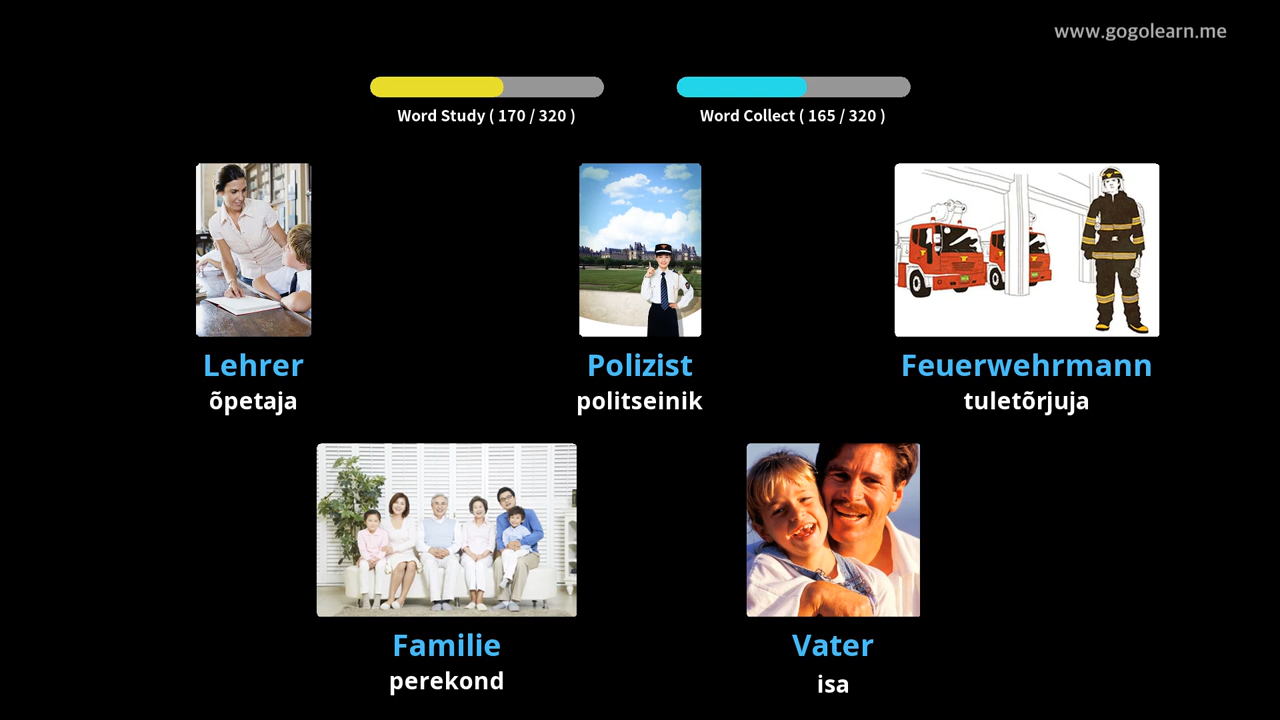 www.gogolearn.me
Word Study ( 170 / 320 )
Word Collect ( 165 / 320 )
Lehrer
õpetaja
Polizist
politseinik
Feuerwehrmann
tuletõrjuja
Familie
perekond
Vater
isa